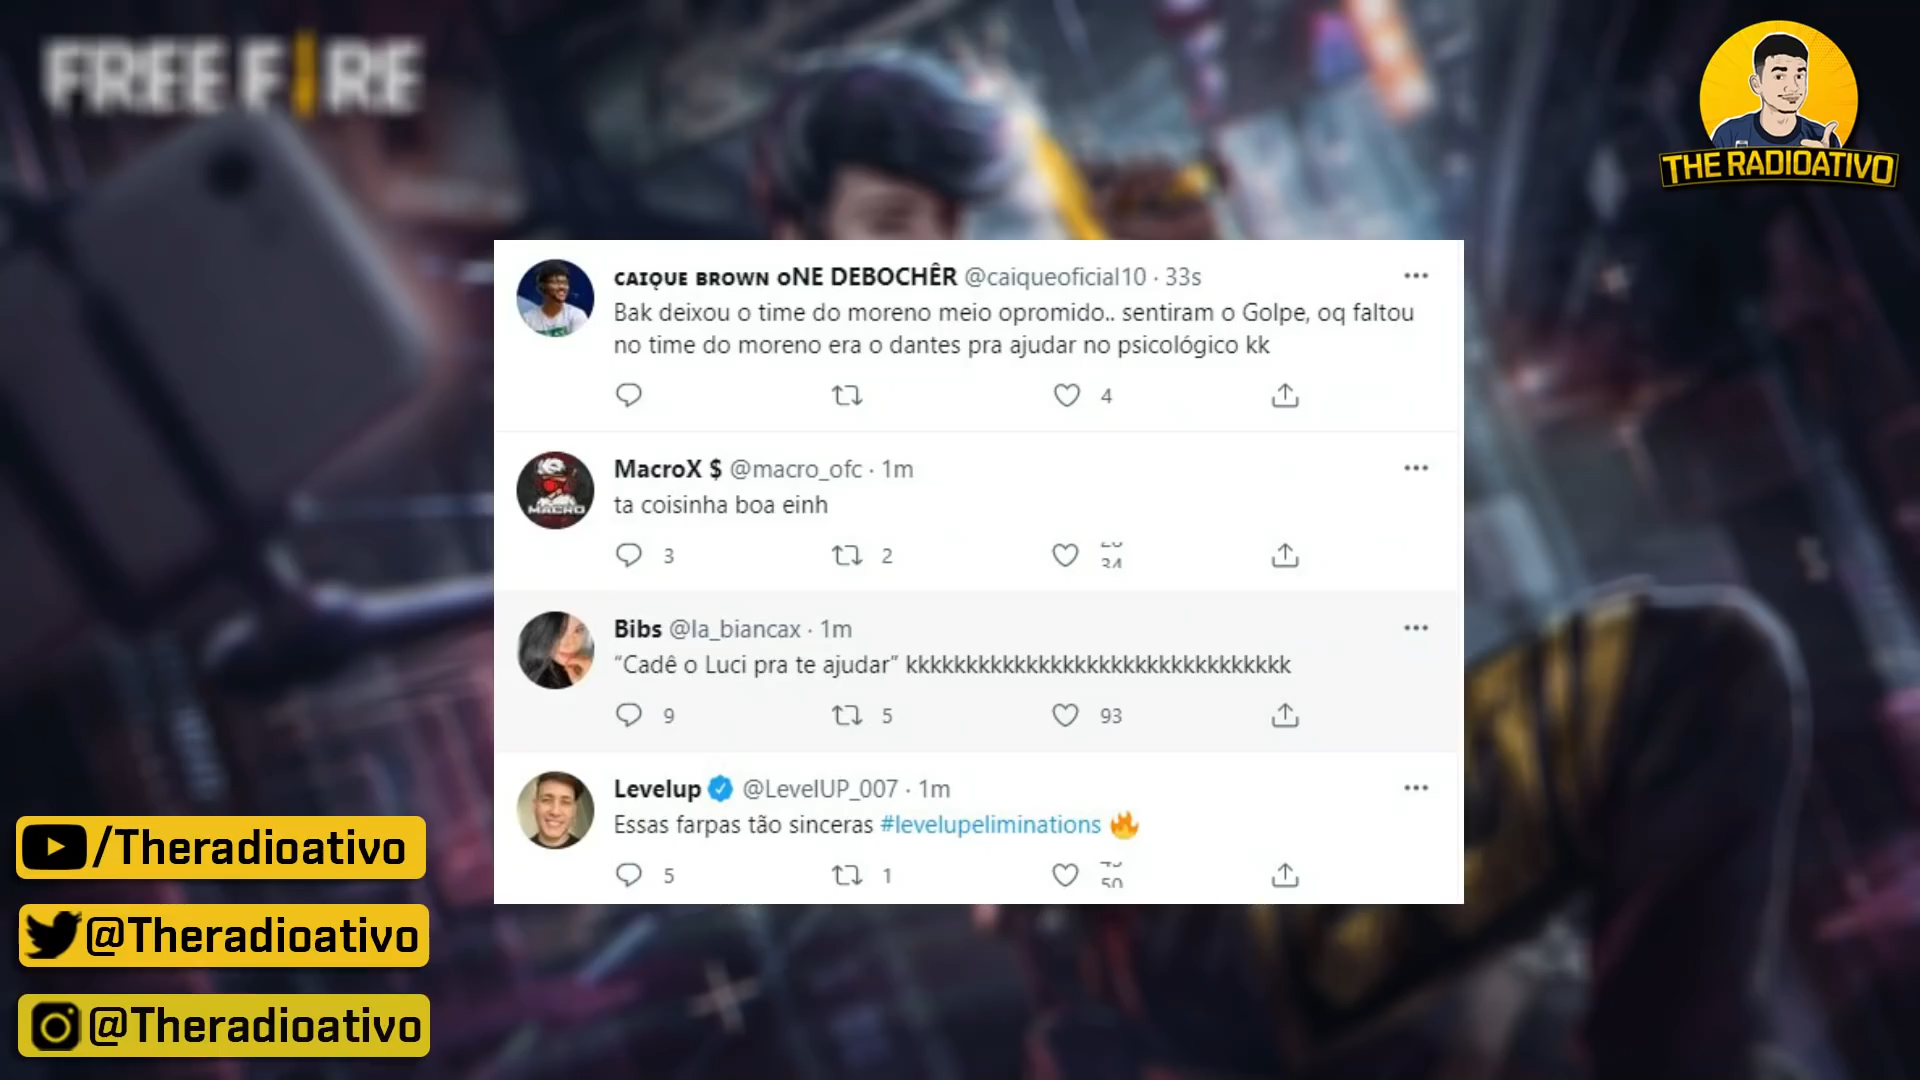 FREE FIRE
THE RADIOATIVO
CAIQUE BROWN ONE DEBOCHÊR @caiqueoficial10 · 33s
Bak deixou o time do moreno meio opromido.. sentiram o Golpe, oq faltou
no time do moreno era o dantes pra ajudar no psicológico kk
4
MacroX $ @macro_ofc · 1m
MACRO
ta coisinha boa einh
3 2
Bibs @la_biancax · 1m
“Cadê o Luci pra te ajudar” kkkkkkkkkkkkkkkkkkkkkkkkkkkkkkkk
9 5 93
Levelup @LevelUP_007 · 1m
Essas farpas tão sinceras #levelupeliminations 🔥
5 1
/Theradioativo
@Theradioativo
@Theradioativo